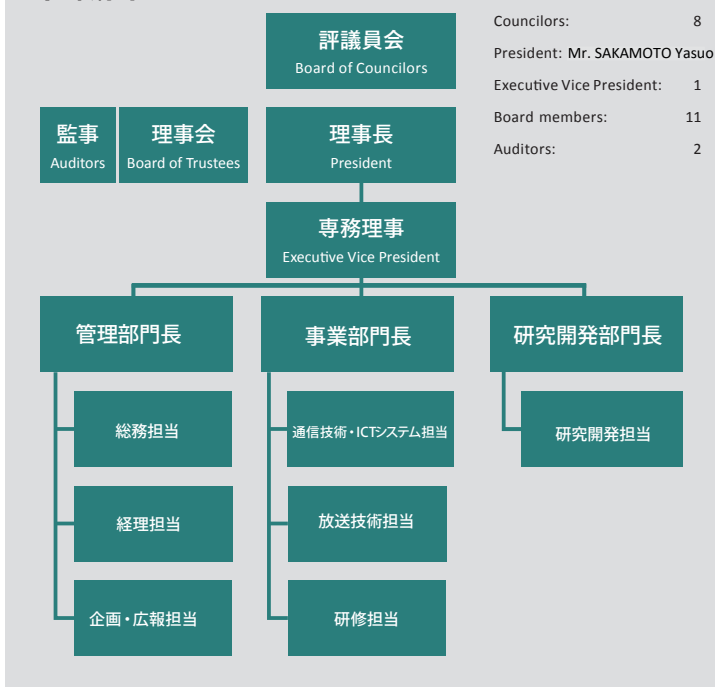 評議員会
Board of Councilors
Councilors: 8
President: Mr. SAKAMOTO Yasuo
Executive Vice President: 1
Board members: 11
Auditors: 2
監事
Auditors
理事会
Board of Trustees
理事長
President
専務理事
Executive Vice President
管理部門長
事業部門長
研究開発部門長
総務担当
通信技術・ICTシステム担当
研究開発担当
経理担当
放送技術担当
企画・広報担当
研修担当